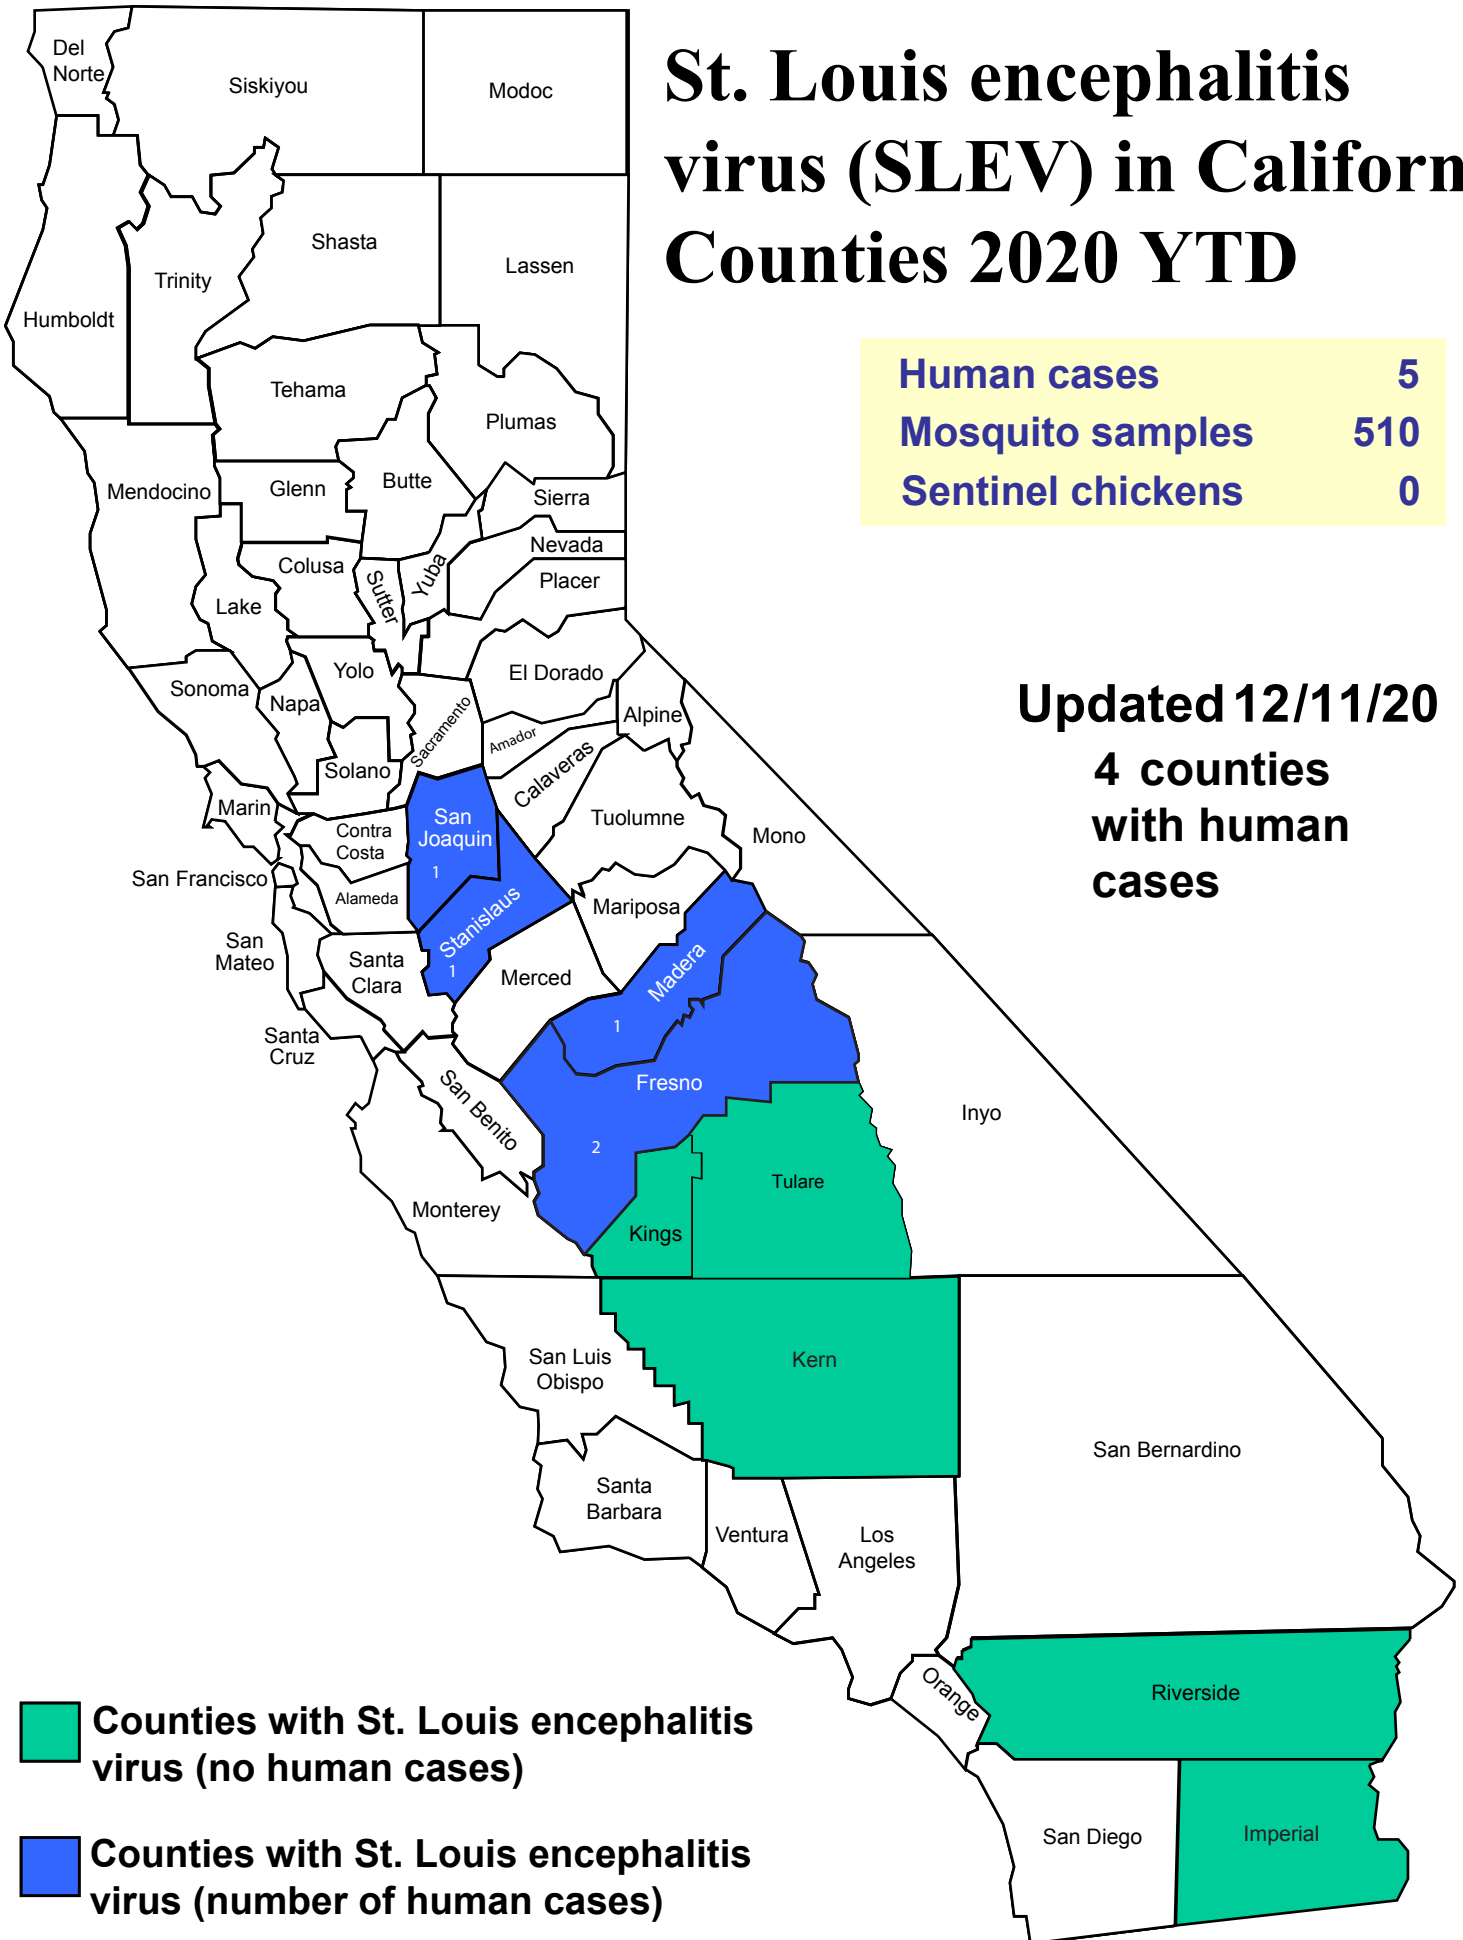 St. Louis encephalitis
virus (SLEV) in Californ
Counties 2020 YTD
Human cases 5
Mosquito samples 510
Sentinel chickens 0
Updated 12/11/20
4 counties
with human
cases
Del
Norte
Siskiyou
Modoc
Shasta
Lassen
Trinity
Humboldt
Tehama
Plumas
Mendocino
Glenn
Butte
Sierra
Nevada
Colusa
Sutter
Yuba
Placer
Lake
Yolo
El Dorado
Sonoma
Napa
Sacramento
Amador
Alpine
Solano
Calaveras
Marin
Contra
Costa
San
Joaquin
1
Tuolumne
Mono
San Francisco
Alameda
Stanislaus
1
Mariposa
San
Mateo
Santa
Clara
Merced
Madera
1
Santa
Cruz
San Benito
Fresno
2
Inyo
Monterey
Kings
Tulare
San Luis
Obispo
Kern
San Bernardino
Santa
Barbara
Ventura
Los
Angeles
Orange
Riverside
San Diego
Imperial
Counties with St. Louis encephalitis
virus (no human cases)
Counties with St. Louis encephalitis
virus (number of human cases)